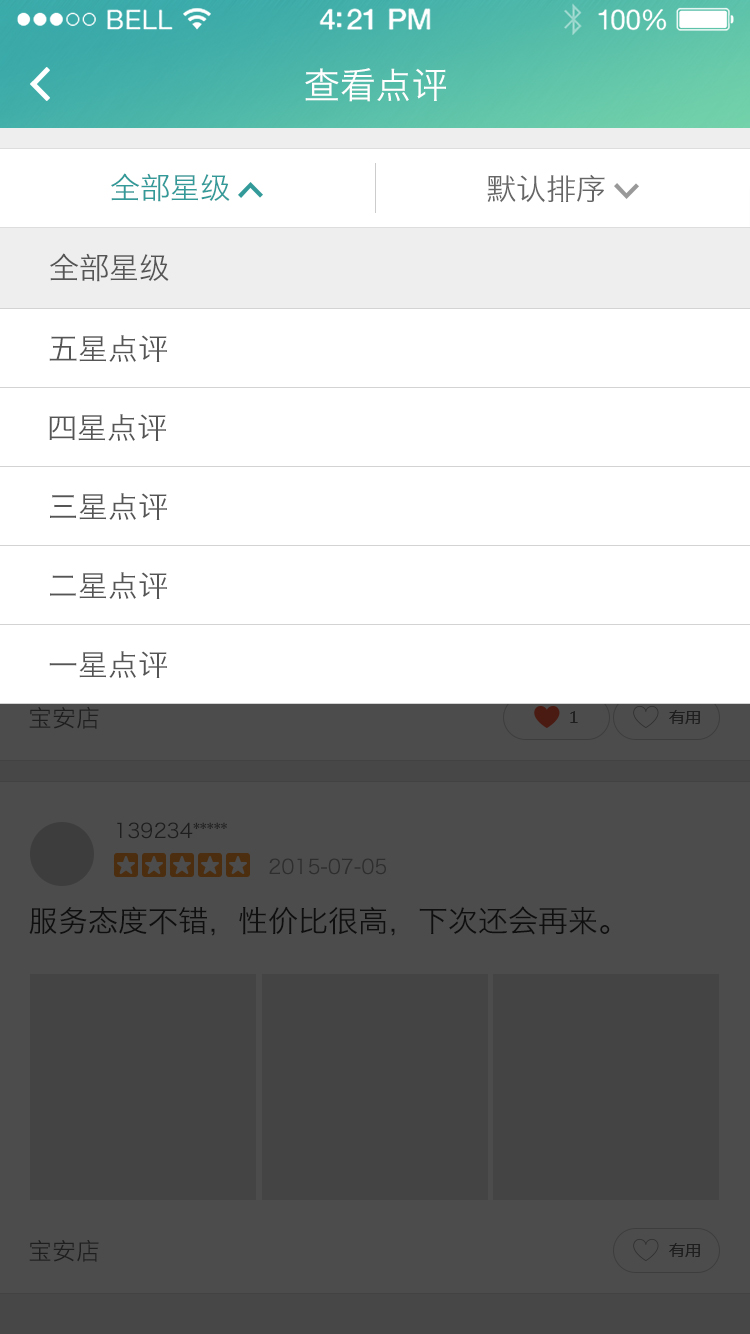 BELL 4:21 PM 100%
查看点评
全部星级 默认排序
全部星级
五星点评
四星点评
三星点评
二星点评
一星点评
宝安店 1 有用
139234*****
2015-07-05
服务态度不错，性价比很高，下次还会再来。
宝安店 有用